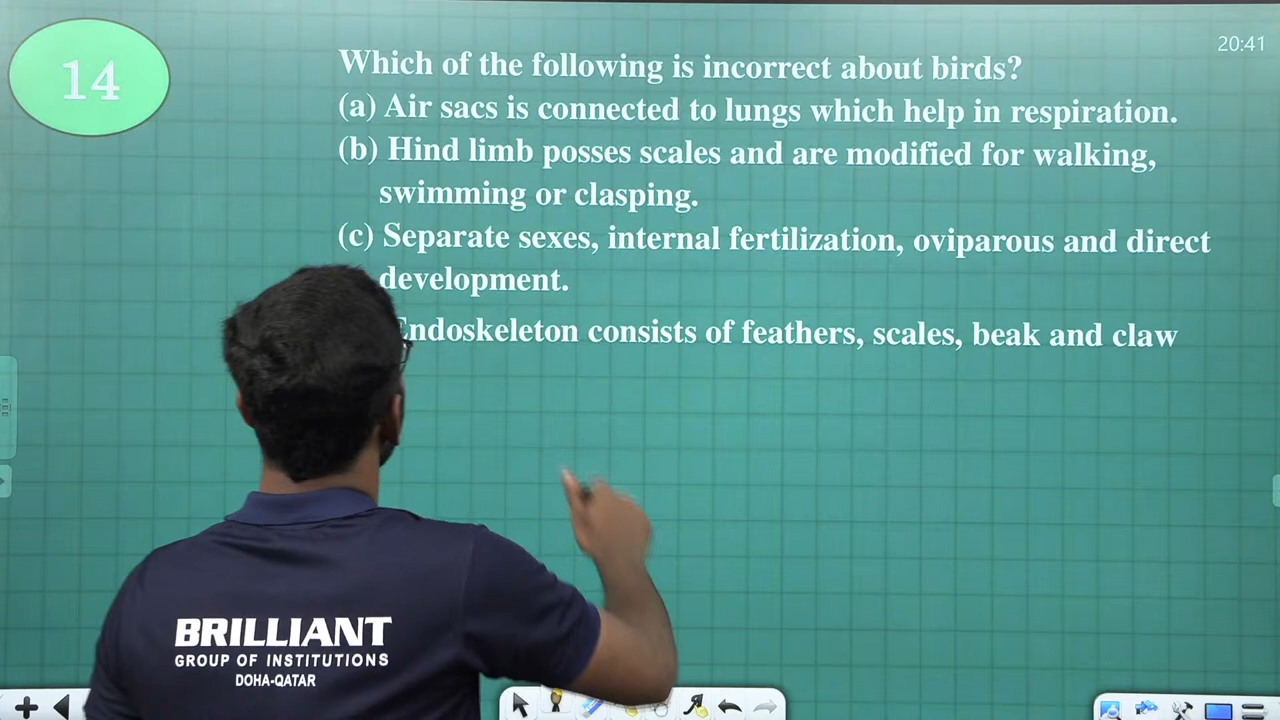 14
20:41
Which of the following is incorrect about birds?
(a) Air sacs is connected to lungs which help in respiration.
(b) Hind limb posses scales and are modified for walking,
swimming or clasping.
(c) Separate sexes, internal fertilization, oviparous and direct
development.
Endoskeleton consists of feathers, scales, beak and claw
BRILLIANT
GROUP OF INSTITUTIONS
DOHA-QATAR